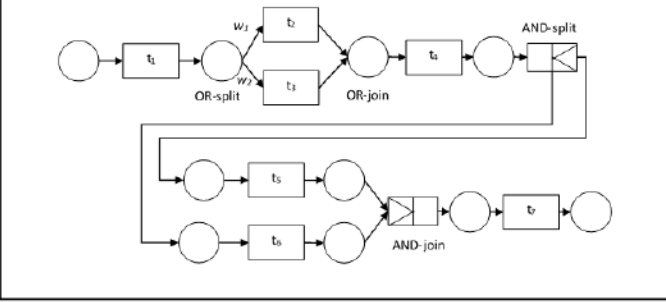 AND-split
w₁
t₂
t₁
t₄
w₂
t₃
OR-split
OR-join
t₅
t₆
t₇
AND-join